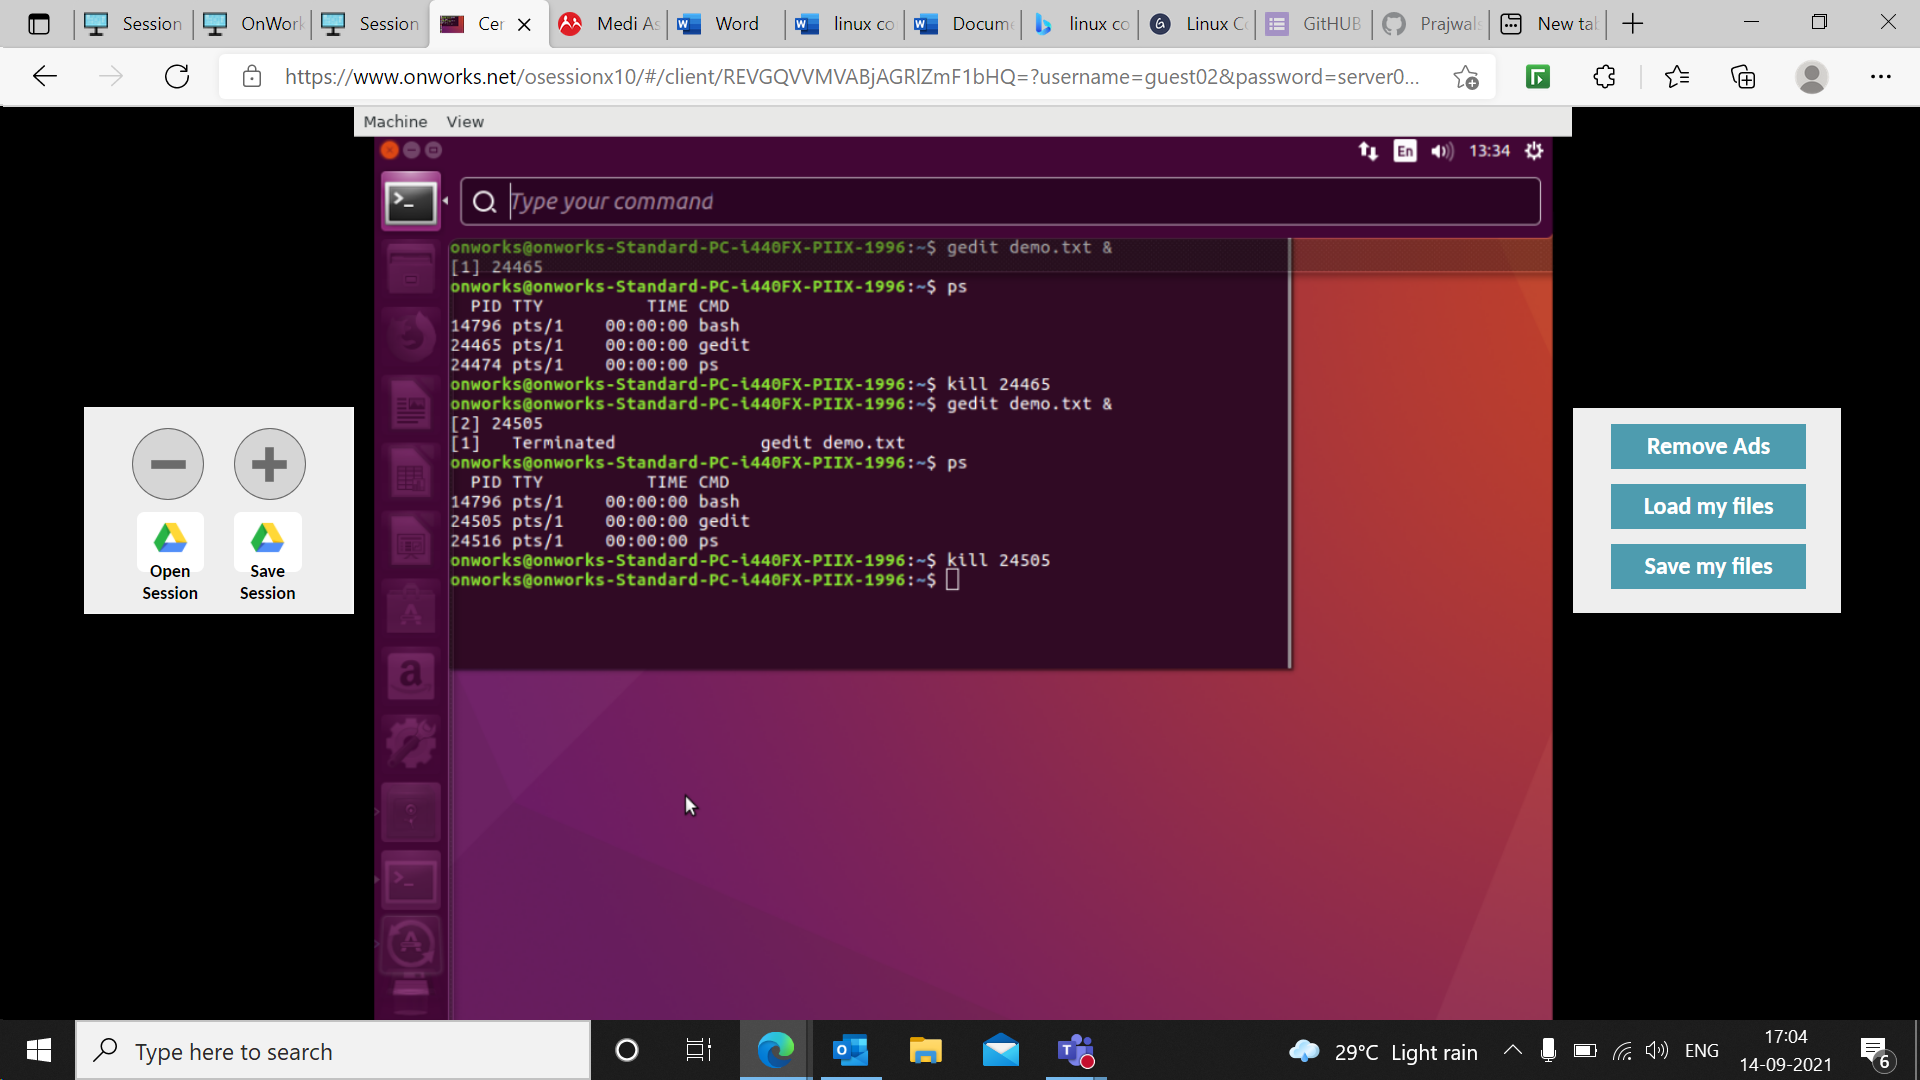 Session
OnWork
Session
Cer
Medi As
Word
linux co
Docume
linux co
Linux Co
GitHUB
Prajwals
New tab
https://www.onworks.net/osessionx10/#/client/REVGQVVMVABjAGRlZmF1bHQ=?username=guest02&password=server0...
Machine View
En 13:34
Type your command
onworks@onworks-Standard-PC-i440FX-PIIX-1996:~$ gedit demo.txt &
[1] 24465
onworks@onworks-Standard-PC-i440FX-PIIX-1996:~$ ps
PID TTY TIME CMD
14796 pts/1 00:00:00 bash
24465 pts/1 00:00:00 gedit
24474 pts/1 00:00:00 ps
onworks@onworks-Standard-PC-i440FX-PIIX-1996:~$ kill 24465
onworks@onworks-Standard-PC-i440FX-PIIX-1996:~$ gedit demo.txt &
[2] 24505
[1] Terminated gedit demo.txt
onworks@onworks-Standard-PC-i440FX-PIIX-1996:~$ ps
PID TTY TIME CMD
14796 pts/1 00:00:00 bash
24505 pts/1 00:00:00 gedit
24516 pts/1 00:00:00 ps
onworks@onworks-Standard-PC-i440FX-PIIX-1996:~$ kill 24505
onworks@onworks-Standard-PC-i440FX-PIIX-1996:~$
Open Session
Save Session
Remove Ads
Load my files
Save my files
Type here to search
29°C Light rain
ENG
17:04
14-09-2021
6